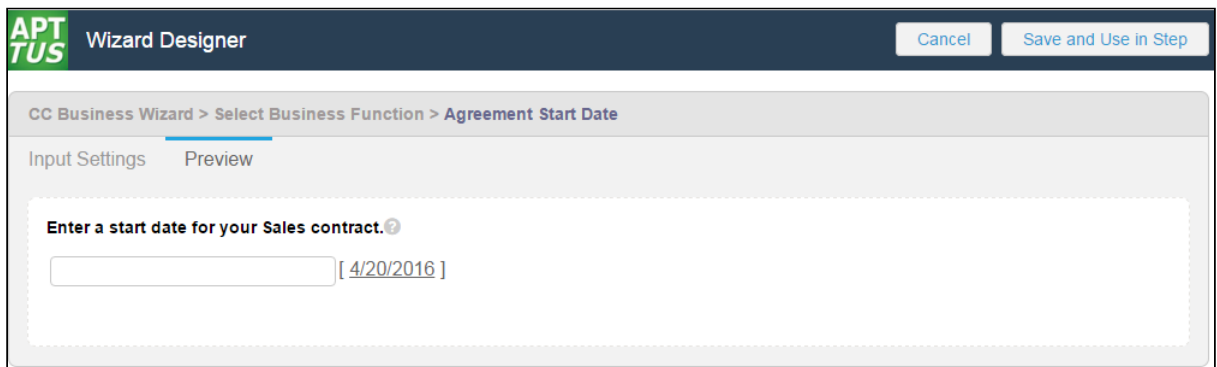 APT
TUS
Wizard Designer
Cancel
Save and Use in Step
CC Business Wizard > Select Business Function > Agreement Start Date
Input Settings
Preview
Enter a start date for your Sales contract.?
[ 4/20/2016 ]